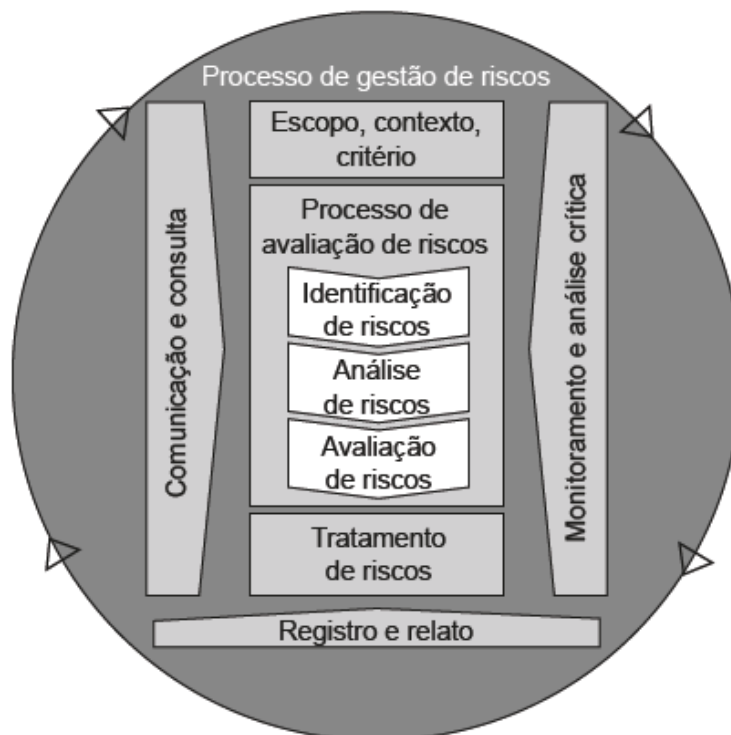 Processo de gestão de riscos
Escopo, contexto,
critério
Processo de
avaliação de riscos
Identificação
de riscos
Análise
de riscos
Avaliação
de riscos
Tratamento
de riscos
Comunicação e consulta
Monitoramento e análise crítica
Registro e relato